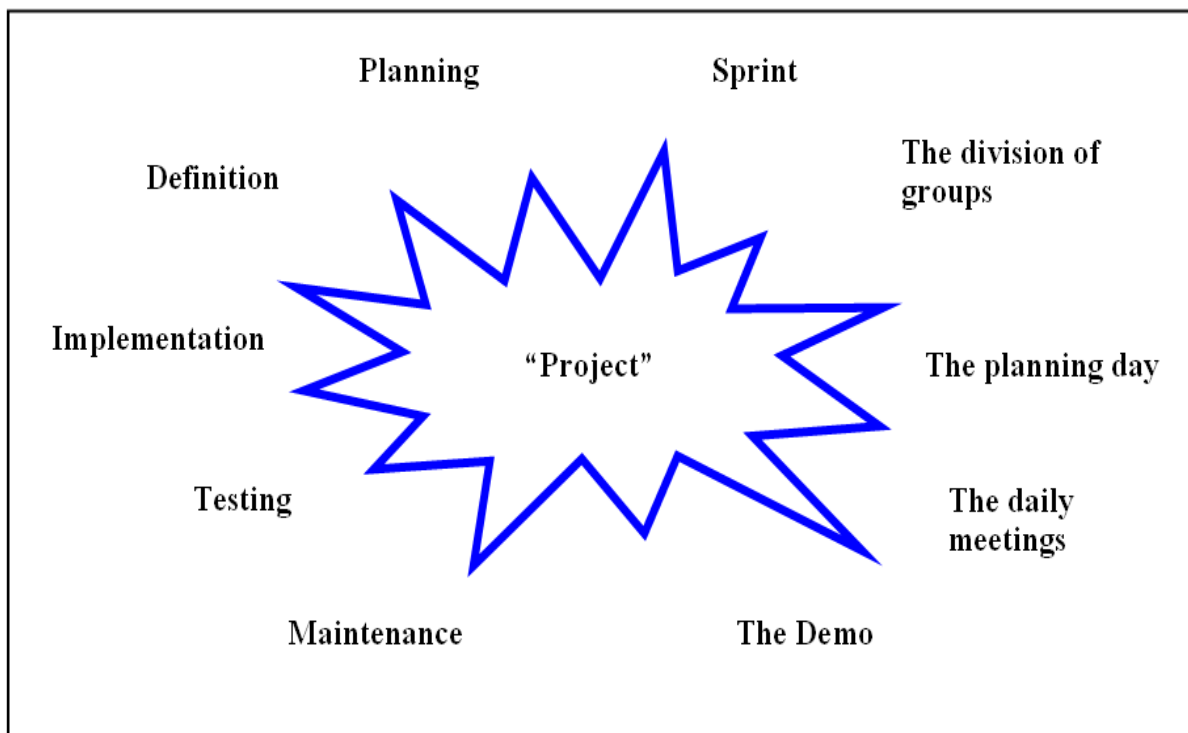 Planning
Sprint
Definition
The division of
groups
Implementation
“Project”
The planning day
Testing
The daily
meetings
Maintenance
The Demo